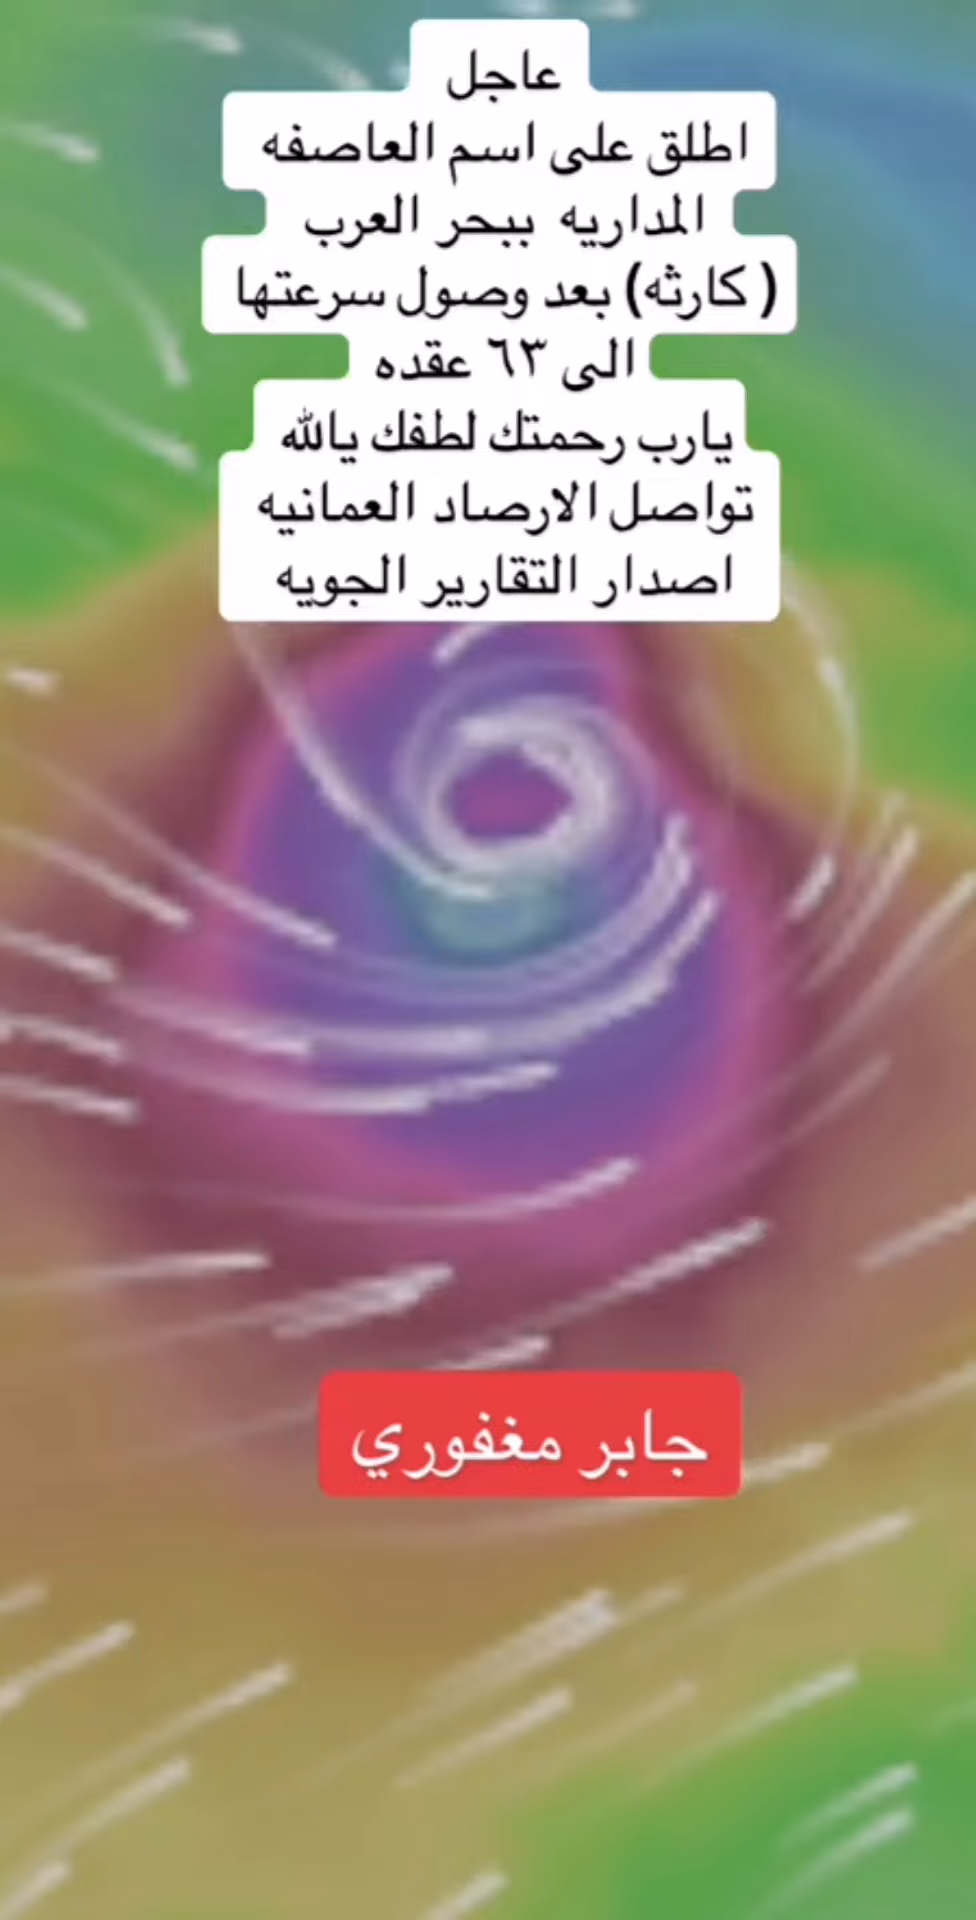 عاجل
اطلق على اسم العاصفه
المداريه ببحر العرب
(كارثه) بعد وصول سرعتها
الى ٦٣ عقده
يارب رحمتك لطفك يالله
تواصل الارصاد العمانيه
اصدار التقارير الجويه
جابر مغفوري